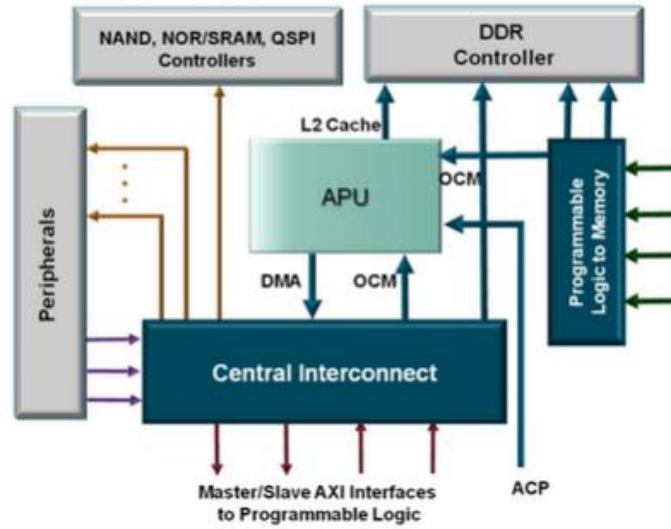 NAND, NOR/SRAM, QSPI
Controllers
DDR
Controller
L2 Cache
APU
OCM
Peripherals
Programmable
Logic to Memory
DMA
OCM
Central Interconnect
Master/Slave AXI Interfaces
to Programmable Logic
ACP